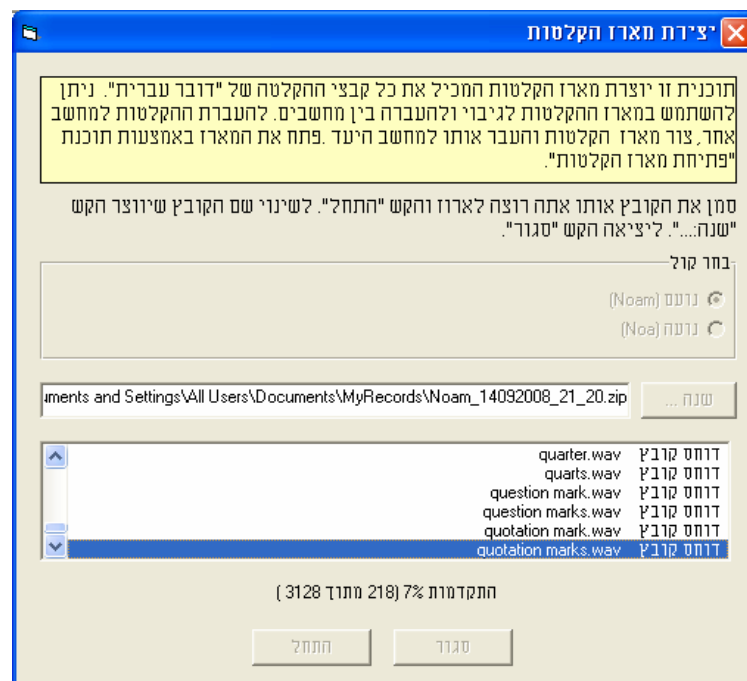 יצירת מארז הקלטות
תוכנית זו יוצרת מארז הקלטות המכיל את כל קבצי ההקלטה של "דובר עברית". ניתן
להשתמש במארז ההקלטות לגיבוי ולהעברה בין מחשבים. להעברת ההקלטות למחשב
אחר, צור מארז הקלטות והעבר אותו למחשב היעד .פתח את המארז באמצעות תוכנת
"פתיחת מארז הקלטות".
סמן את הקובץ אותו אתה רוצה לארוז והקש "התחל". לשינוי שם הקובץ שיווצר הקש
"שנה:...". ליציאה הקש "סגור".
בחר קול
נועם (Noam)
נועה (Noa)
שנה ...
uments and Settings\All Users\Documents\MyRecords\Noam_14092008_21_20.zip
דוחס קובץ quarter.wav
דוחס קובץ quarts.wav
דוחס קובץ question mark.wav
דוחס קובץ question marks.wav
דוחס קובץ quotation mark.wav
דוחס קובץ quotation marks.wav
התקדמות 7% (218 מתוך 3128 )
סגור
התחל